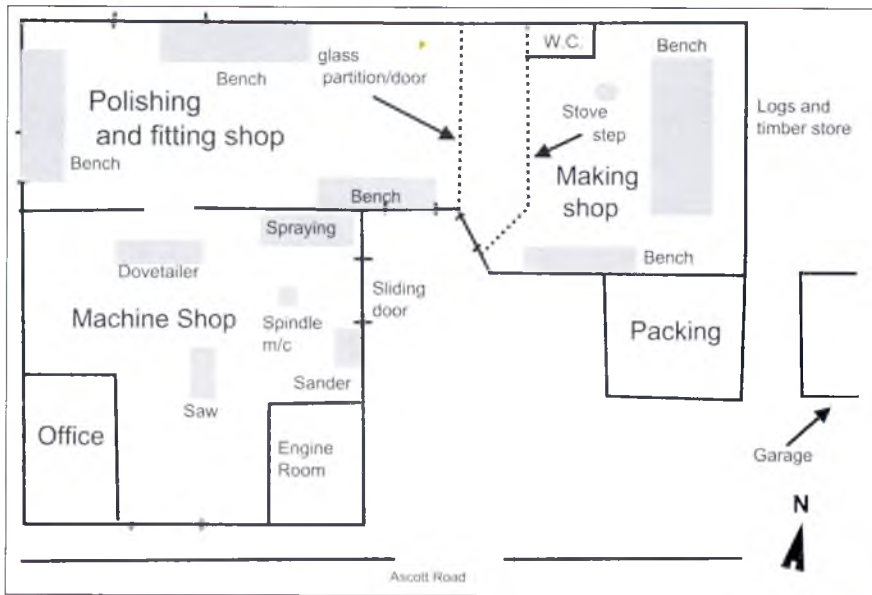 glass
partition/door
W.C.
Bench
Bench
Polishing
and fitting shop
Stove
step
Logs and
timber store
Bench
Making
shop
Bench
Spraying
Bench
Dovetailer
Sliding
door
Machine Shop
Spindle
m/c
Packing
Sander
Saw
Office
Engine
Room
Garage
N
Ascott Road